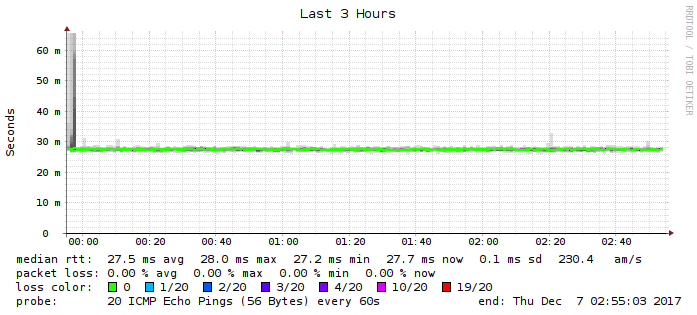 Last 3 Hours
RRDTOOL / TOBI OETIKER
Seconds
60 m
50 m
40 m
30 m
20 m
10 m
0
00:00 00:20 00:40 01:00 01:20 01:40 02:00 02:20 02:40
median rtt: 27.5 ms avg 28.0 ms max 27.2 ms min 27.7 ms now 0.1 ms sd 230.4 am/s
packet loss: 0.00 % avg 0.00 % max 0.00 % min 0.00 % now
loss color: 0 1/20 2/20 3/20 4/20 10/20 19/20
probe: 20 ICMP Echo Pings (56 Bytes) every 60s end: Thu Dec 7 02:55:03 2017